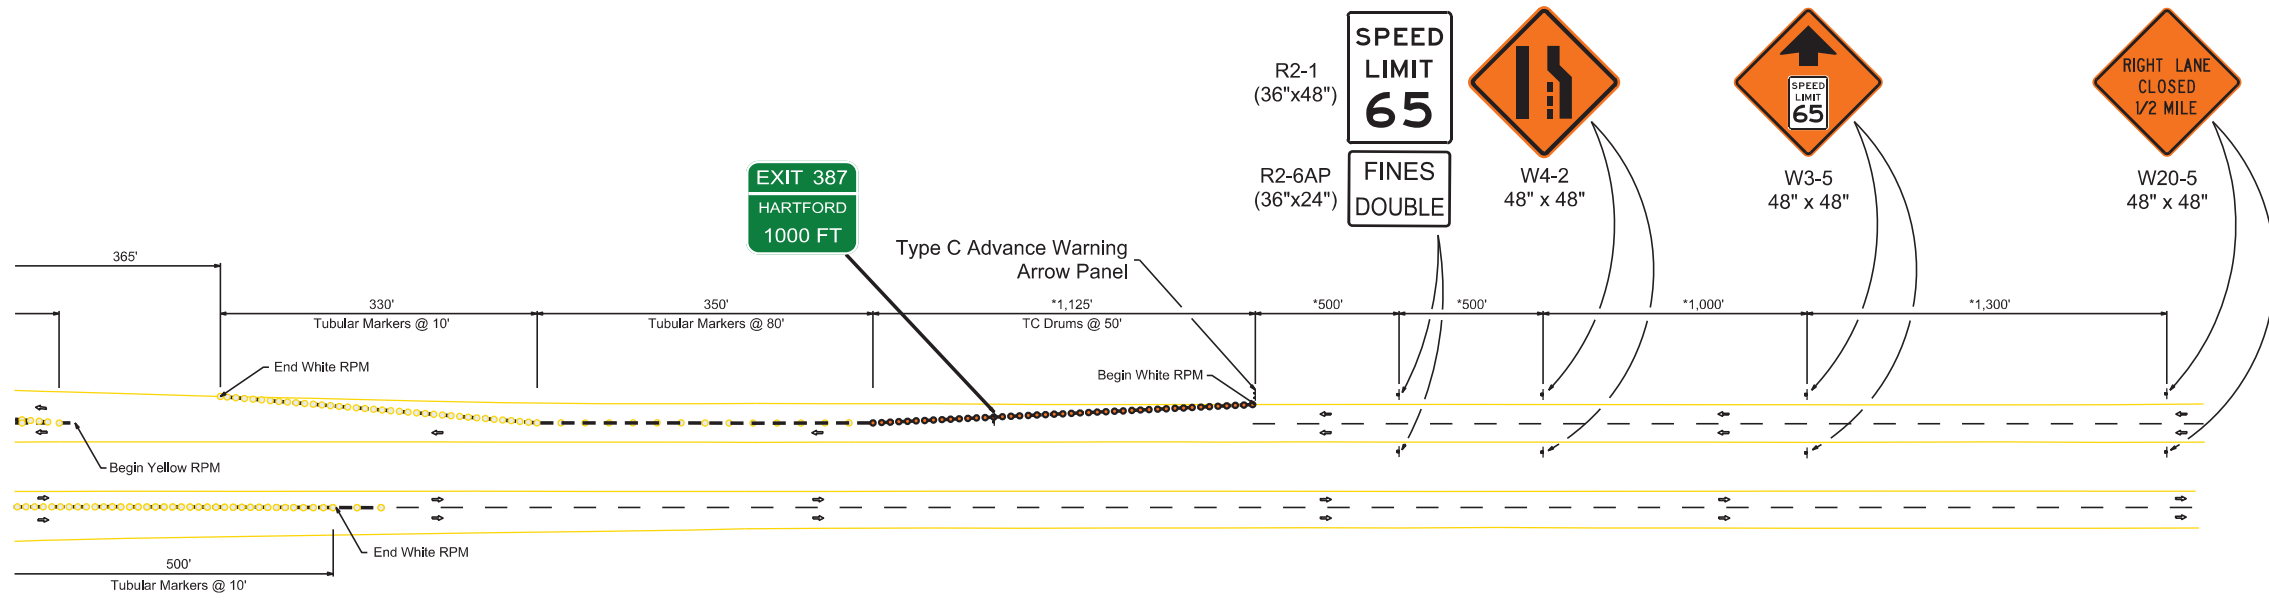 SPEED
LIMIT
65
R2-1
(36"x48")
FINES
DOUBLE
R2-6AP
(36"x24")
W4-2
48" x 48"
SPEED
LIMIT
65
W3-5
48" x 48"
RIGHT LANE
CLOSED
1/2 MILE
W20-5
48" x 48"
EXIT 387
HARTFORD
1000 FT
Type C Advance Warning
Arrow Panel
365'
330'
Tubular Markers @ 10'
350'
Tubular Markers @ 80'
*1,125'
TC Drums @ 50'
*500'
*500'
*1,000'
*1,300'
End White RPM
Begin White RPM
Begin Yellow RPM
End White RPM
500'
Tubular Markers @ 10'